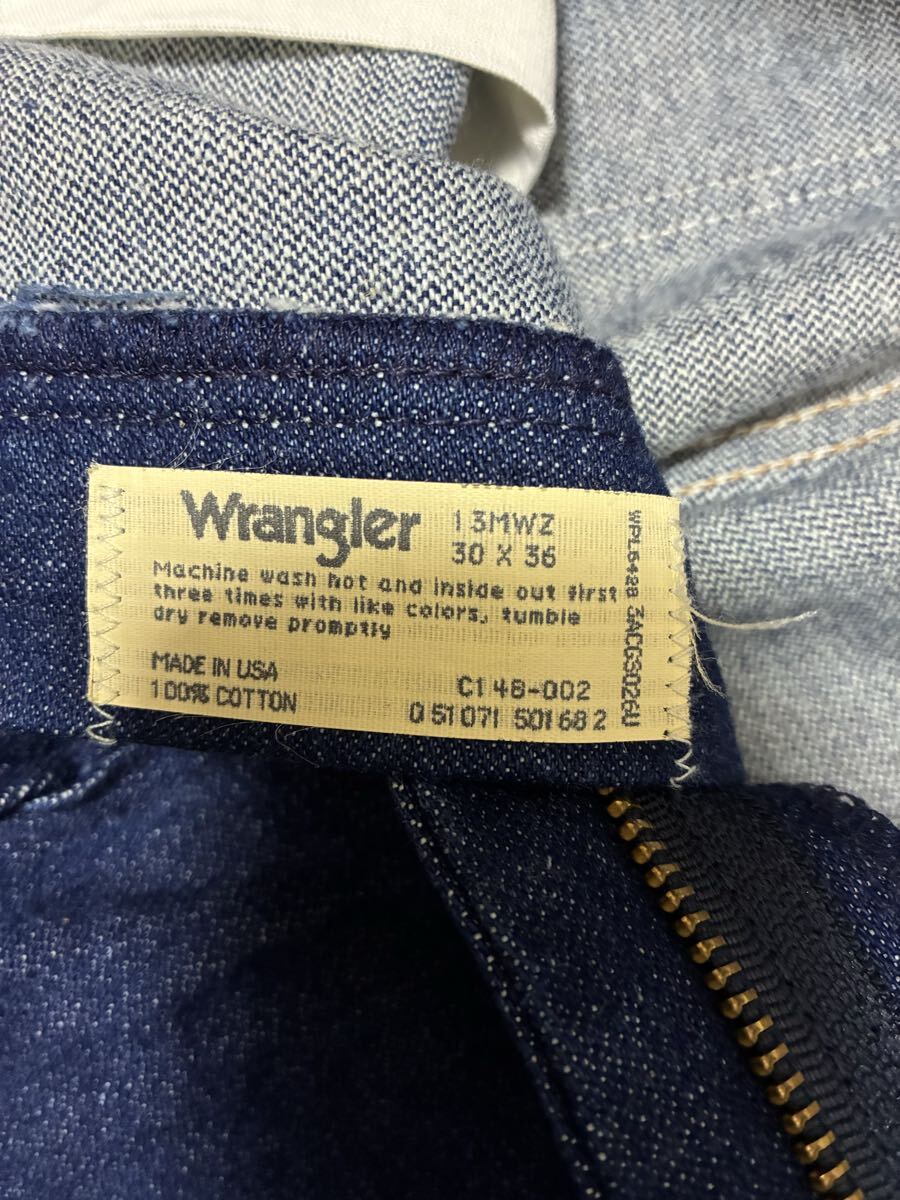 Wrangler
13MWZ
30 X 36
Machine wash hot and inside out first
three times with like colors, tumble
dry remove promptly
MADE IN USA
100% COTTON
C148-002
0 51071 50168 2
WPL6428